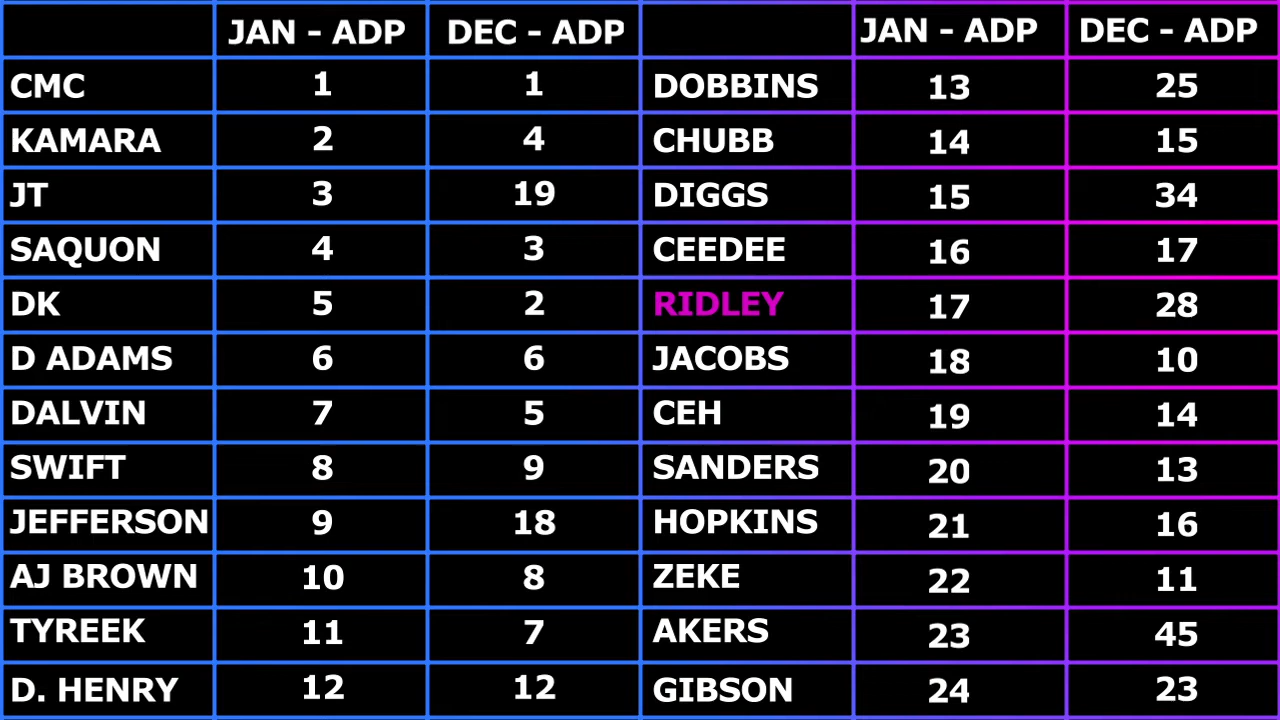 JAN - ADP DEC - ADP JAN - ADP DEC - ADP
CMC 1 1 DOBBINS 13 25
KAMARA 2 4 CHUBB 14 15
JT 3 19 DIGGS 15 34
SAQUON 4 3 CEEDEE 16 17
DK 5 2 RIDLEY 17 28
D ADAMS 6 6 JACOBS 18 10
DALVIN 7 5 CEH 19 14
SWIFT 8 9 SANDERS 20 13
JEFFERSON 9 18 HOPKINS 21 16
AJ BROWN 10 8 ZEKE 22 11
TYREEK 11 7 AKERS 23 45
D. HENRY 12 12 GIBSON 24 23